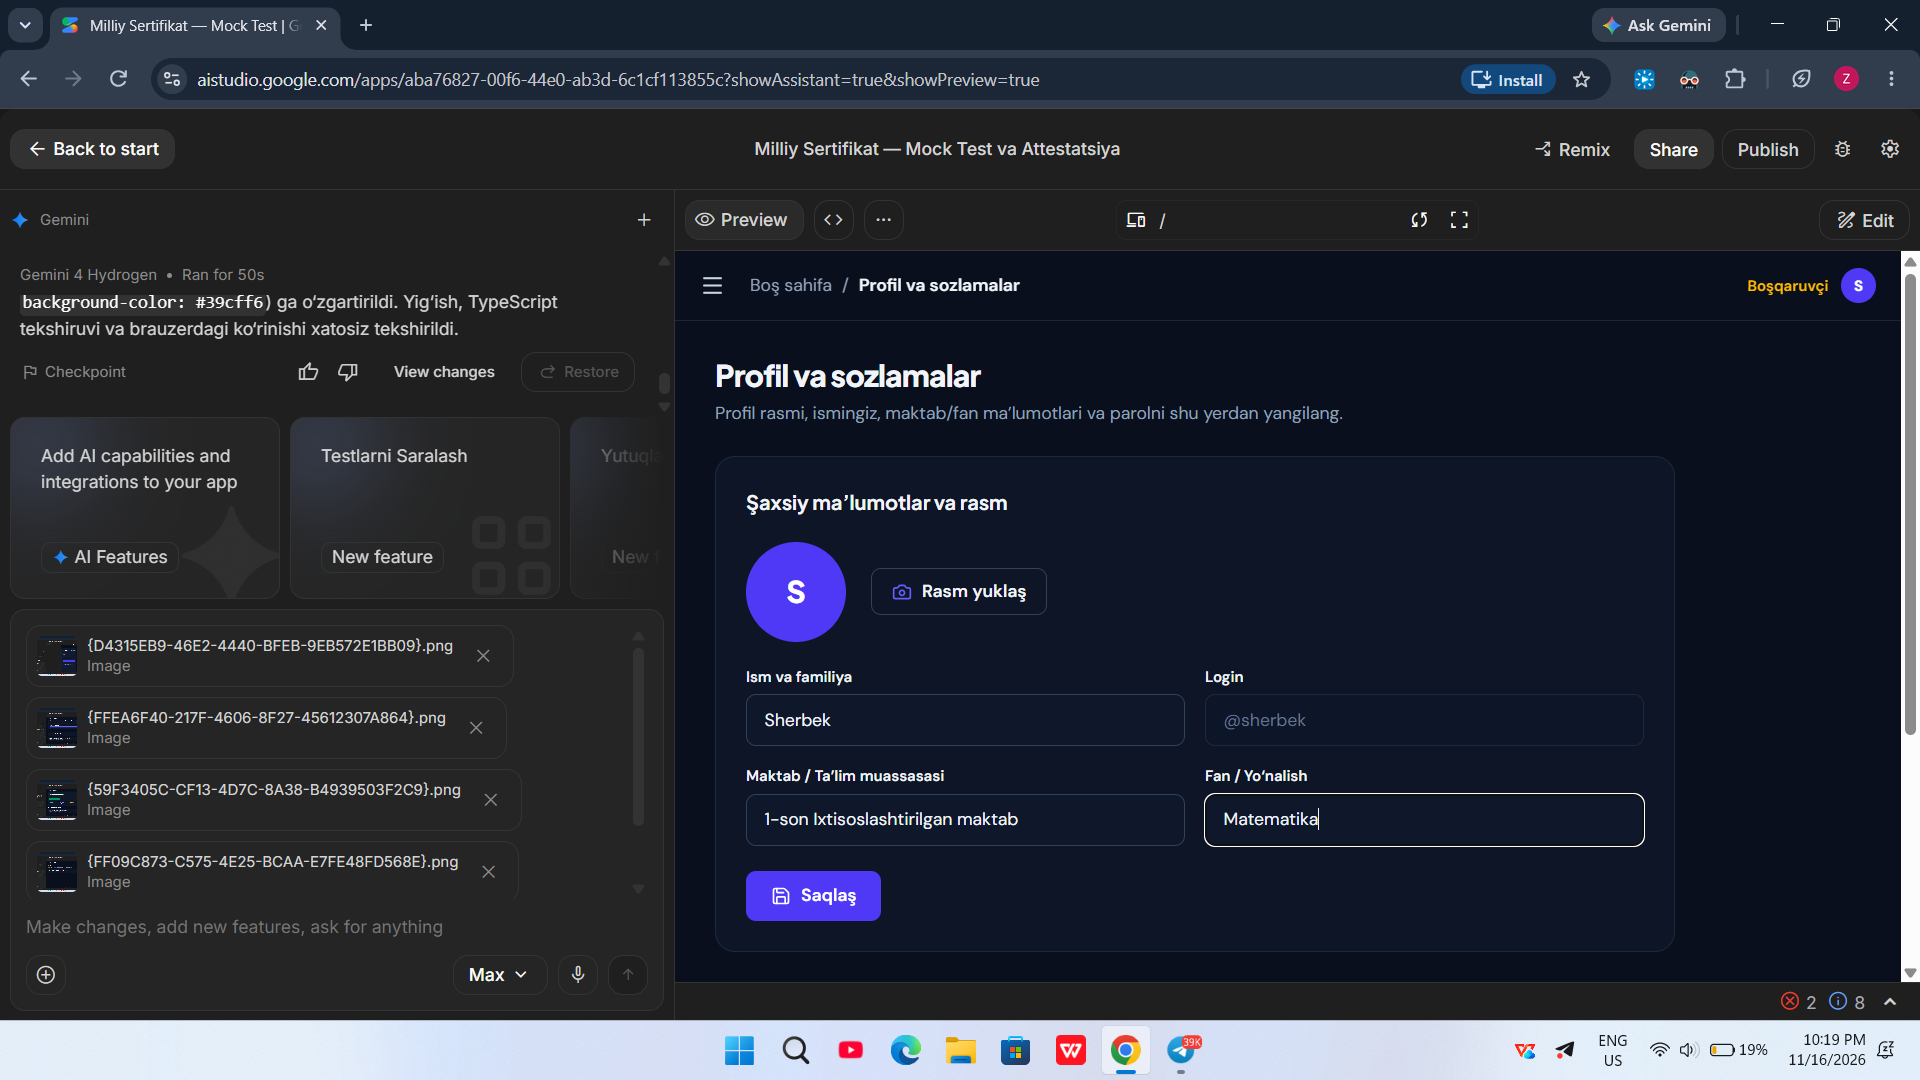 Milliy Sertifikat — Mock Test | G
Ask Gemini
aistudio.google.com/apps/aba76827-00f6-44e0-ab3d-6c1cf113855c?showAssistant=true&showPreview=true
Install
Z
Back to start
Milliy Sertifikat — Mock Test va Attestatsiya
Remix
Share
Publish
Gemini
Preview
/
Edit
Gemini 4 Hydrogen • Ran for 50s
background-color: #39cff6) ga o‘zgartirildi. Yig‘ish, TypeScript
tekshiruvi va brauzerdagi ko‘rinishi xatosiz tekshirildi.
Checkpoint
View changes
Restore
Add AI capabilities and
integrations to your app
AI Features
Testlarni Saralash
New feature
Yutuqla
New f
{D4315EB9-46E2-4440-BFEB-9EB572E1BB09}.png
Image
{FFEA6F40-217F-4606-8F27-45612307A864}.png
Image
{59F3405C-CF13-4D7C-8A38-B4939503F2C9}.png
Image
{FF09C873-C575-4E25-BCAA-E7FE48FD568E}.png
Image
Make changes, add new features, ask for anything
Max
Boş sahifa / Profil va sozlamalar
Boşqaruvçi
S
Profil va sozlamalar
Profil rasmi, ismingiz, maktab/fan ma’lumotlari va parolni shu yerdan yangilang.
Şaxsiy ma’lumotlar va rasm
S
Rasm yuklaş
Ism va familiya
Login
Sherbek
@sherbek
Maktab / Ta’lim muassasasi
Fan / Yo‘nalish
1-son Ixtisoslashtirilgan maktab
Matematika
Saqlaş
2
8
39K
ENG
US
19%
10:19 PM
11/16/2026